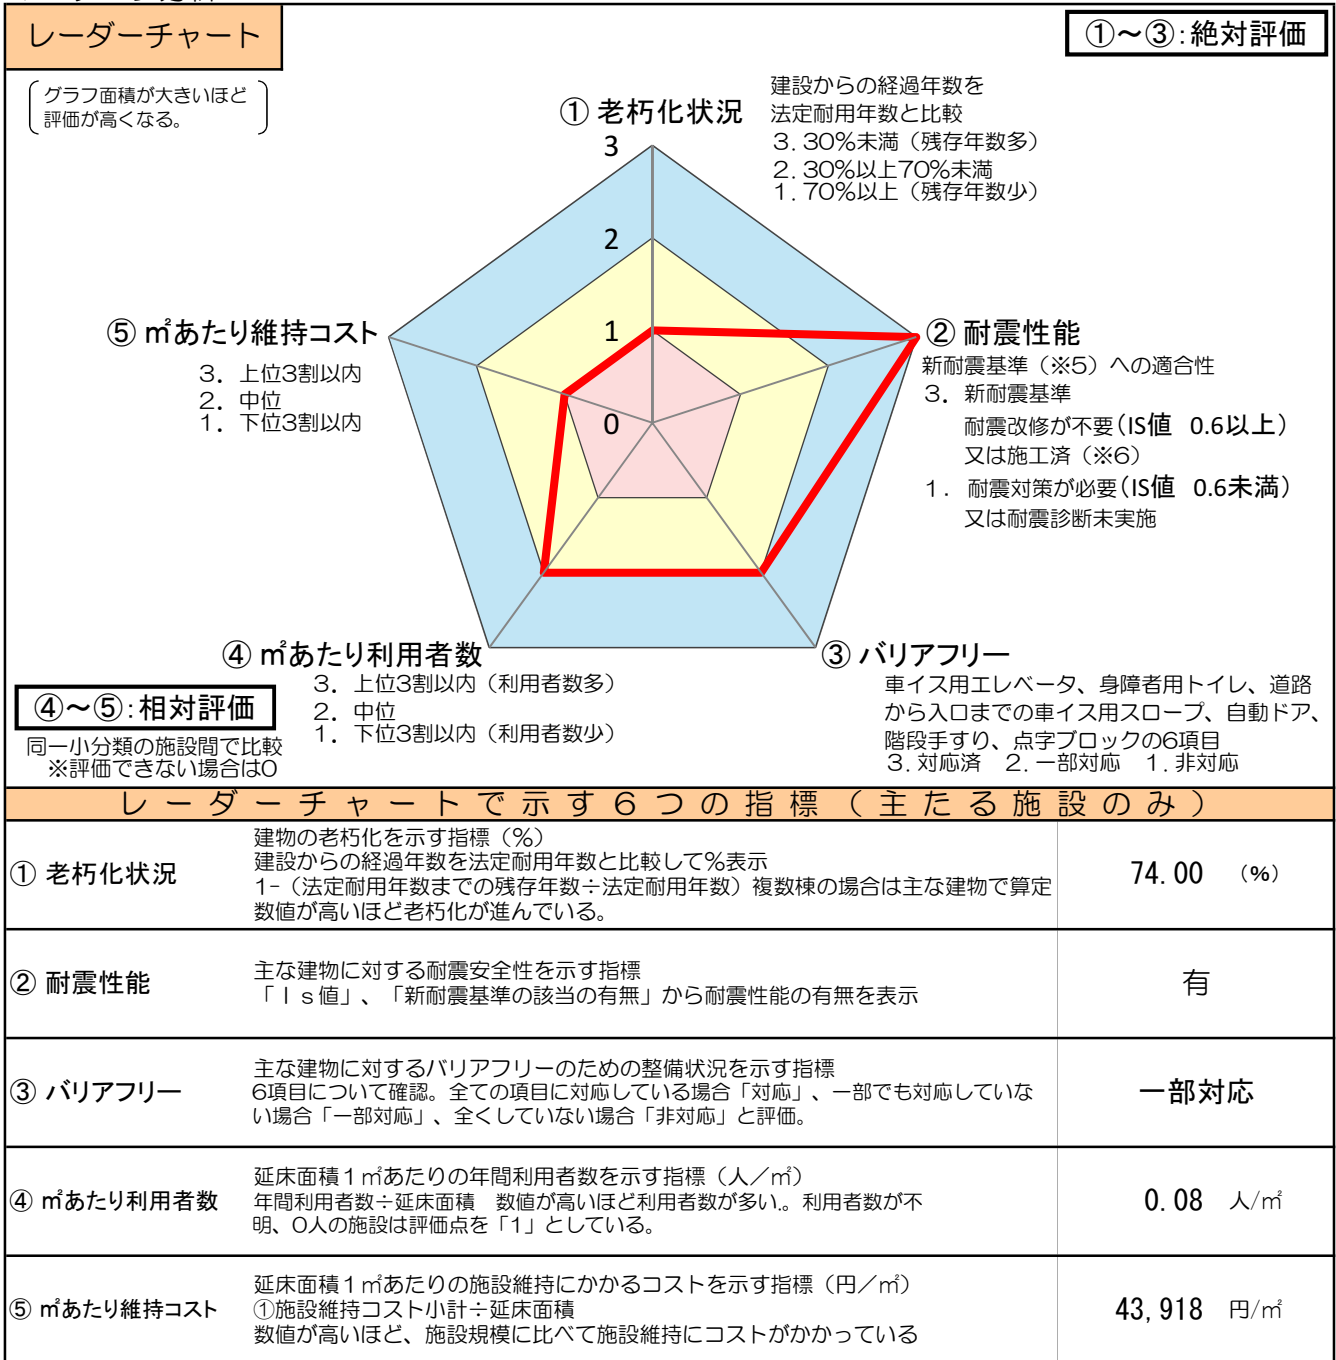 レーダーチャート
①～③:絶対評価
グラフ面積が大きいほど
評価が高くなる。
① 老朽化状況
建設からの経過年数を
法定耐用年数と比較
3. 30%未満（残存年数多）
2. 30%以上70%未満
1. 70%以上（残存年数少）
3
2
1
0
② 耐震性能
新耐震基準（※5）への適合性
3. 新耐震基準
耐震改修が不要(IS値 0.6以上)
又は施工済（※6）
1. 耐震対策が必要(IS値 0.6未満)
又は耐震診断未実施
⑤ ㎡あたり維持コスト
3. 上位3割以内
2. 中位
1. 下位3割以内
④ ㎡あたり利用者数
3. 上位3割以内（利用者数多）
2. 中位
1. 下位3割以内（利用者数少）
③ バリアフリー
車イス用エレベータ、身障者用トイレ、道路
から入口までの車イス用スロープ、自動ドア、
階段手すり、点字ブロックの6項目
3. 対応済 2. 一部対応 1. 非対応
④～⑤:相対評価
同一小分類の施設間で比較
※評価できない場合は0
レーダーチャートで示す６つの指標（主たる施設のみ）
① 老朽化状況
建物の老朽化を示す指標（%）
建設からの経過年数を法定耐用年数と比較して%表示
1-（法定耐用年数までの残存年数÷法定耐用年数）複数棟の場合は主な建物で算定
数値が高いほど老朽化が進んでいる。
74.00 （%）
② 耐震性能
主な建物に対する耐震安全性を示す指標
「Ｉｓ値」、「新耐震基準の該当の有無」から耐震性能の有無を表示
有
③ バリアフリー
主な建物に対するバリアフリーのための整備状況を示す指標
6項目について確認。全ての項目に対応している場合「対応」、一部でも対応していな
い場合「一部対応」、全くしていない場合「非対応」と評価。
一部対応
④ ㎡あたり利用者数
延床面積１㎡あたりの年間利用者数を示す指標（人／㎡）
年間利用者数÷延床面積 数値が高いほど利用者数が多い。利用者数が不
明、0人の施設は評価点を「1」としている。
0.08 人/㎡
⑤ ㎡あたり維持コスト
延床面積１㎡あたりの施設維持にかかるコストを示す指標（円／㎡）
①施設維持コスト小計÷延床面積
数値が高いほど、施設規模に比べて施設維持にコストがかかっている
43,918 円/㎡